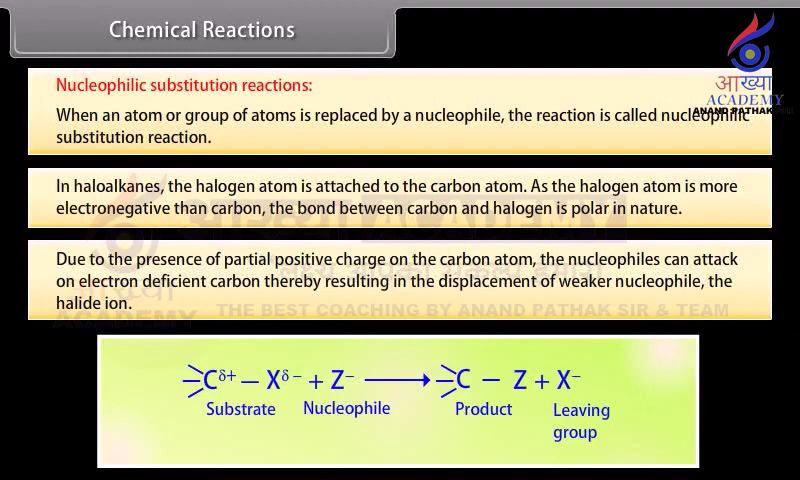 Chemical Reactions
आख्या
ACADEMY
ANAND PATHAK
Nucleophilic substitution reactions:
When an atom or group of atoms is replaced by a nucleophile, the reaction is called nucleophilic
substitution reaction.
In haloalkanes, the halogen atom is attached to the carbon atom. As the halogen atom is more
electronegative than carbon, the bond between carbon and halogen is polar in nature.
Due to the presence of partial positive charge on the carbon atom, the nucleophiles can attack
on electron deficient carbon thereby resulting in the displacement of weaker nucleophile, the
halide ion.
आख्या ACADEMY
ACADEMY
THE BEST COACHING BY ANAND PATHAK SIR & TEAM
C δ+ — X δ− + Z − ⟶ C — Z + X −
Substrate Nucleophile Product Leaving
group